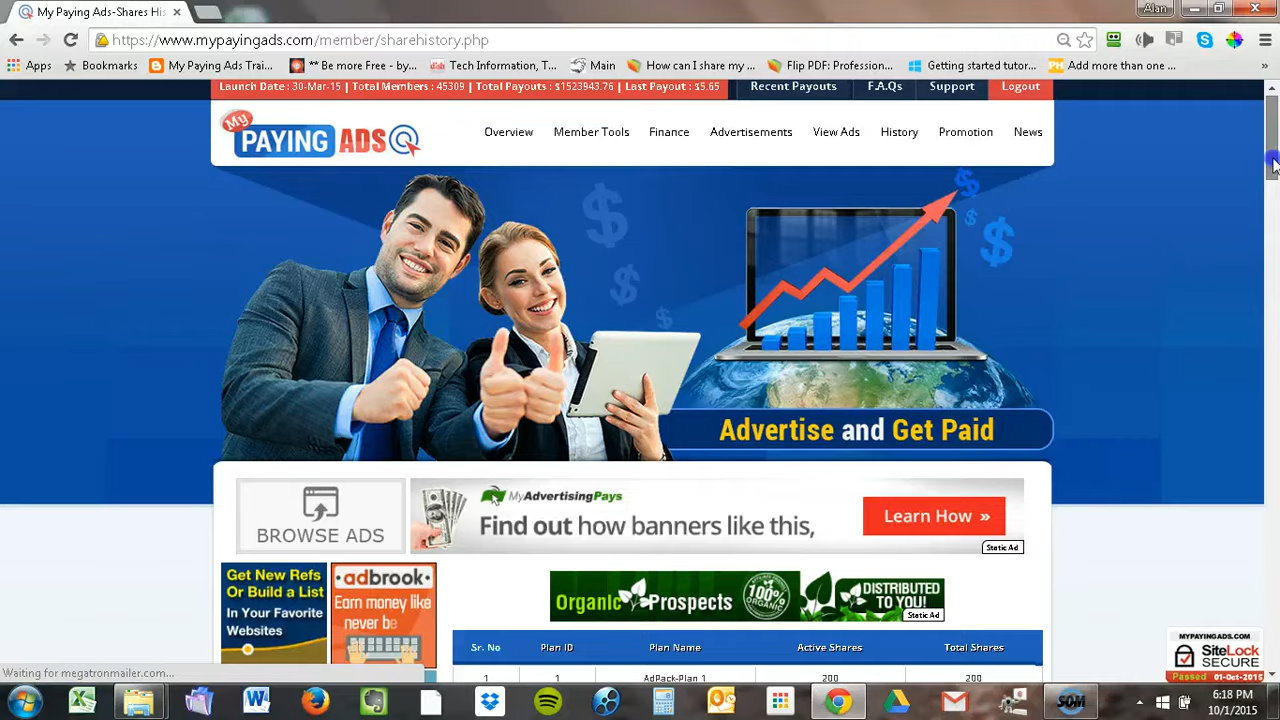 My Paying Ads-Shares His
Alan
https://www.mypayingads.com/member/sharehistory.php
Apps
Bookmarks
My Paying Ads Trai...
** Be more Free - by...
Tech Information, T...
Main
How can I share my ...
Flip PDF: Profession...
Getting started tutor...
Add more than one ...
Launch Date : 30-Mar-15 | Total Members : 45309 | Total Payouts : $1523943.76 | Last Payout : $5.65
Recent Payouts
F.A.Qs
Support
Logout
My
PAYING ADS
Overview
Member Tools
Finance
Advertisements
View Ads
History
Promotion
News
Advertise and Get Paid
BROWSE ADS
MyAdvertisingPays
Find out how banners like this,
Learn How »
Static Ad
Get New Refs
Or Build a List
In Your Favorite
Websites
adbrook
Earn money like
never be
Organic Prospects
100%
ORGANIC
DISTRIBUTED
TO YOU!
Static Ad
Sr. No
Plan ID
Plan Name
Active Shares
Total Shares
1
1
AdPack-Plan 1
200
200
MYPAYINGADS.COM
SiteLock
SECURE
Passed 01-Oct-2015
Waiting for megatronmailer.com...
SOM
6:18 PM
10/1/2015